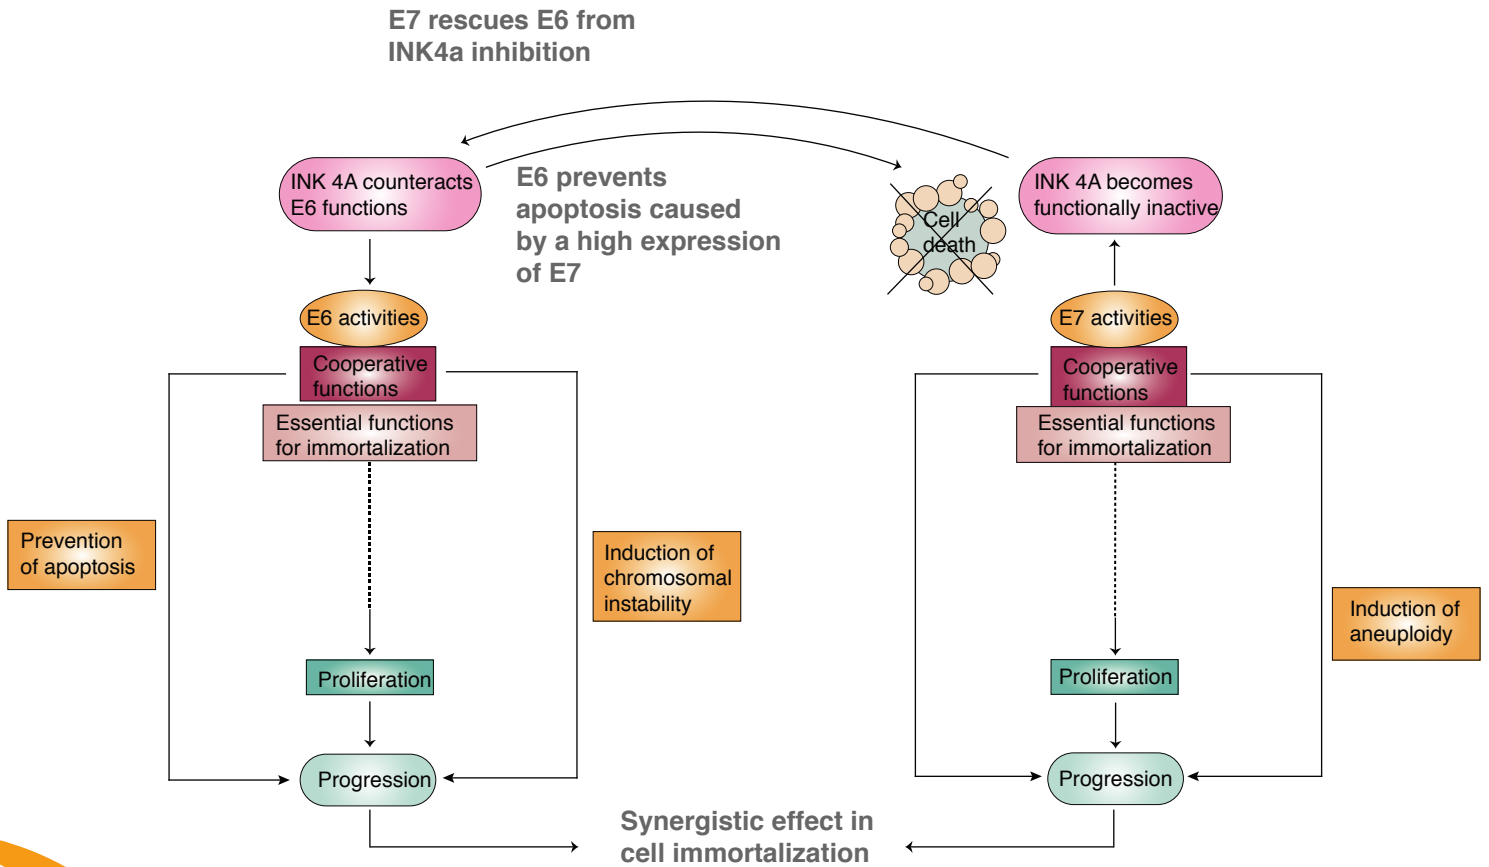 E7 rescues E6 from
INK4a inhibition
INK 4A counteracts
E6 functions
E6 prevents
apoptosis caused
by a high expression
of E7
Cell
death
INK 4A becomes
functionally inactive
E6 activities
Cooperative
functions
Essential functions
for immortalization
Prevention
of apoptosis
Induction of
chromosomal
instability
Proliferation
Progression
E7 activities
Cooperative
functions
Essential functions
for immortalization
Induction of
aneuploidy
Proliferation
Progression
Synergistic effect in
cell immortalization